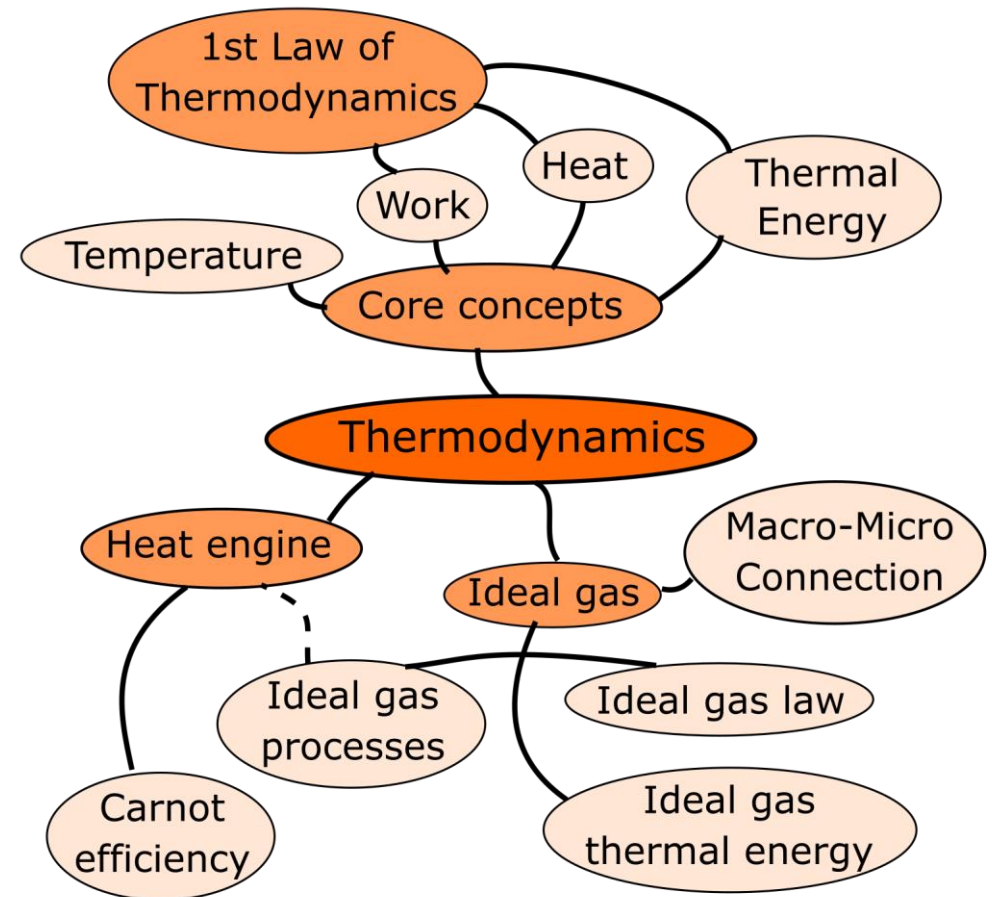 1st Law of
Thermodynamics
Heat
Thermal
Energy
Work
Temperature
Core concepts
Thermodynamics
Macro-Micro
Connection
Heat engine
Ideal gas
Ideal gas
processes
Ideal gas law
Carnot
efficiency
Ideal gas
thermal energy